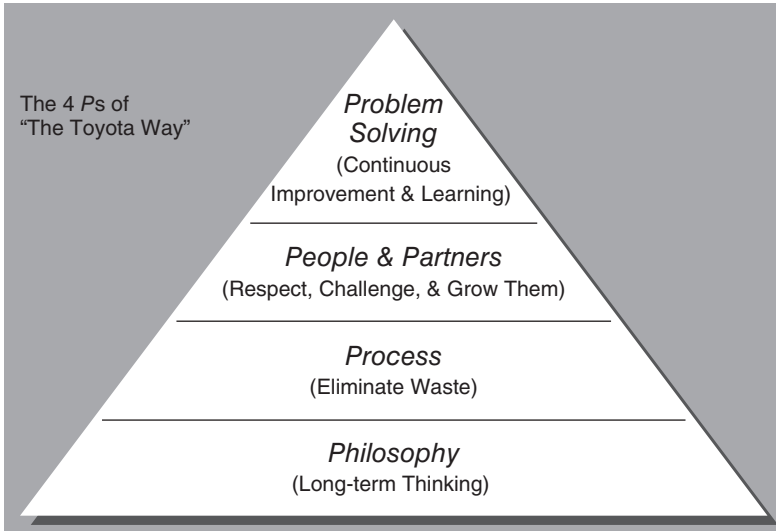 The 4 Ps of
“The Toyota Way”
Problem
Solving
(Continuous
Improvement & Learning)
People & Partners
(Respect, Challenge, & Grow Them)
Process
(Eliminate Waste)
Philosophy
(Long-term Thinking)